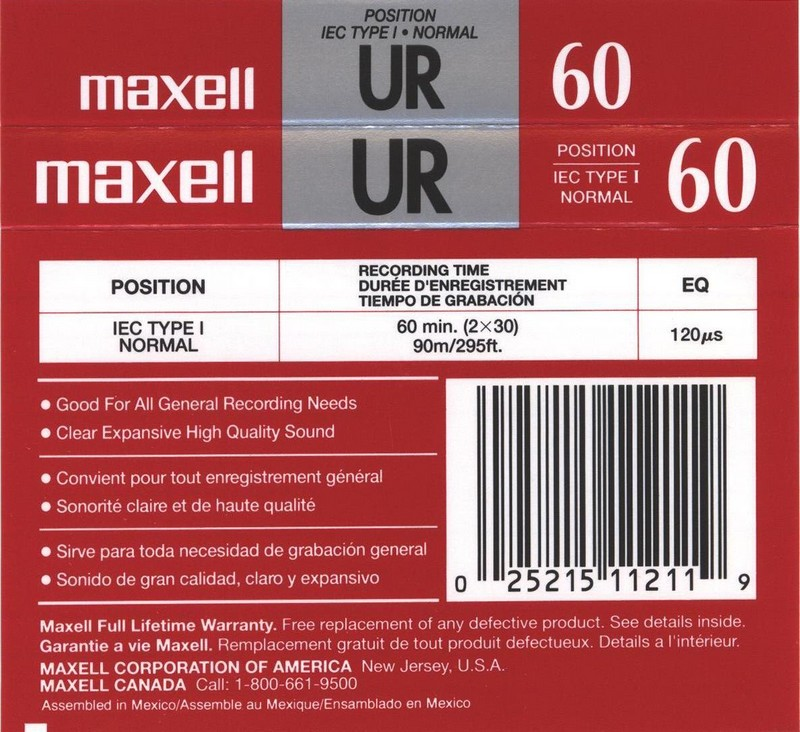 POSITION
IEC TYPE I • NORMAL
maxell UR 60
maxell UR POSITION IEC TYPE I NORMAL 60
POSITION
RECORDING TIME
DURÉE D'ENREGISTREMENT
TIEMPO DE GRABACIÓN
EQ
IEC TYPE I
NORMAL
60 min. (2×30)
90m/295ft.
120µs
• Good For All General Recording Needs
• Clear Expansive High Quality Sound
• Convient pour tout enregistrement général
• Sonorité claire et de haute qualité
• Sirve para toda necesidad de grabación general
• Sonido de gran calidad, claro y expansivo
0 25215 11211 9
Maxell Full Lifetime Warranty. Free replacement of any defective product. See details inside.
Garantie a vie Maxell. Remplacement gratuit de tout produit defectueux. Details a l'intérieur.
MAXELL CORPORATION OF AMERICA New Jersey, U.S.A.
MAXELL CANADA Call: 1-800-661-9500
Assembled in Mexico/Assemble au Mexique/Ensamblado en Mexico